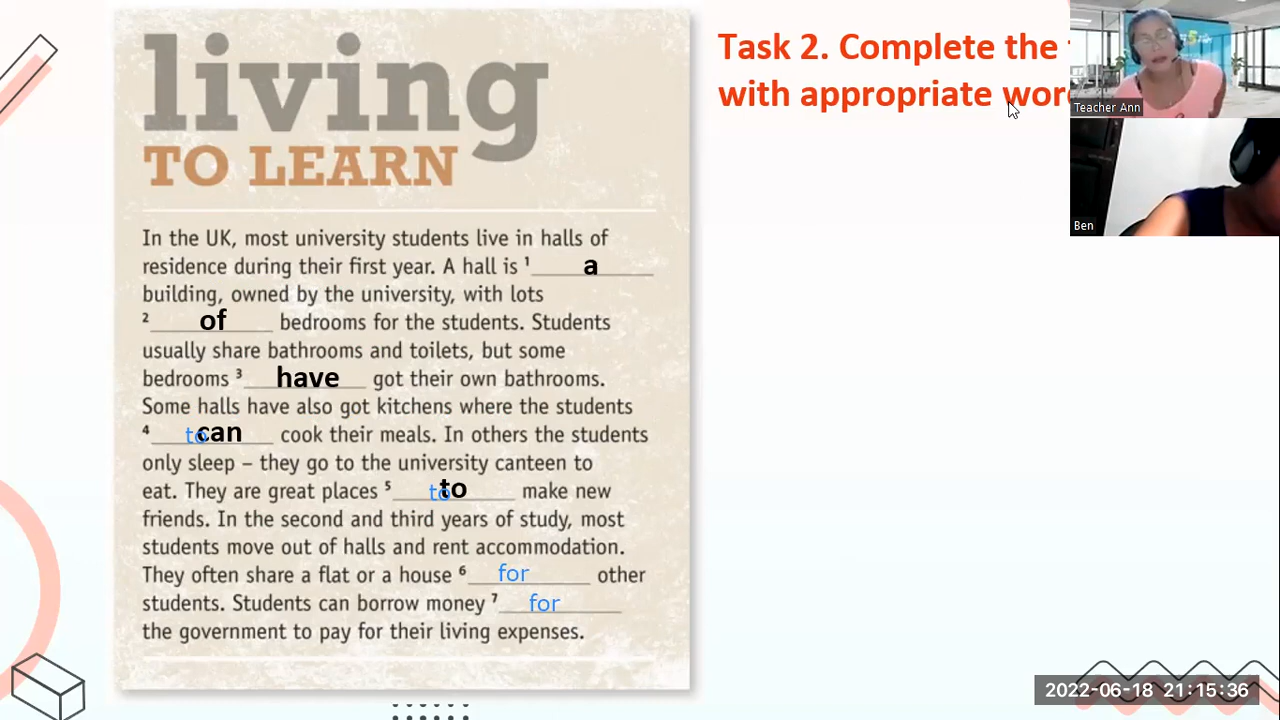 living
TO LEARN
In the UK, most university students live in halls of
residence during their first year. A hall is ¹ a
building, owned by the university, with lots
² of bedrooms for the students. Students
usually share bathrooms and toilets, but some
bedrooms ³ have got their own bathrooms.
Some halls have also got kitchens where the students
⁴ to can cook their meals. In others the students
only sleep – they go to the university canteen to
eat. They are great places ⁵ to to make new
friends. In the second and third years of study, most
students move out of halls and rent accommodation.
They often share a flat or a house ⁶ for other
students. Students can borrow money ⁷ for
the government to pay for their living expenses.
Task 2. Complete the
with appropriate
Teacher Ann
Ben
2022-06-18 21:15:36